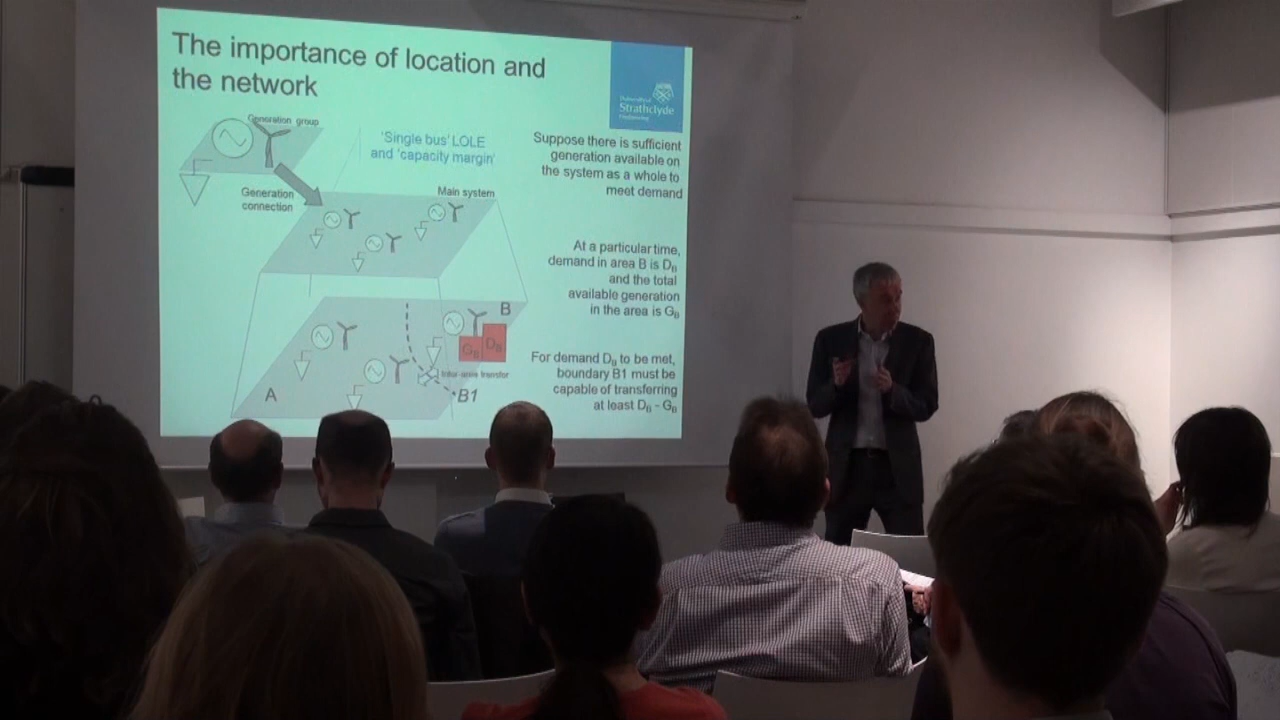 The importance of location and
the network
University of
Strathclyde
Engineering
Generation group
'Single bus' LOLE
and 'capacity margin'
Generation
connection
Main system
Suppose there is sufficient
generation available on
the system as a whole to
meet demand
At a particular time,
demand in area B is DB
and the total
available generation
in the area is GB
B
GB
DB
Inter-area transfer
A
B1
For demand DB to be met,
boundary B1 must be
capable of transferring
at least DB - GB